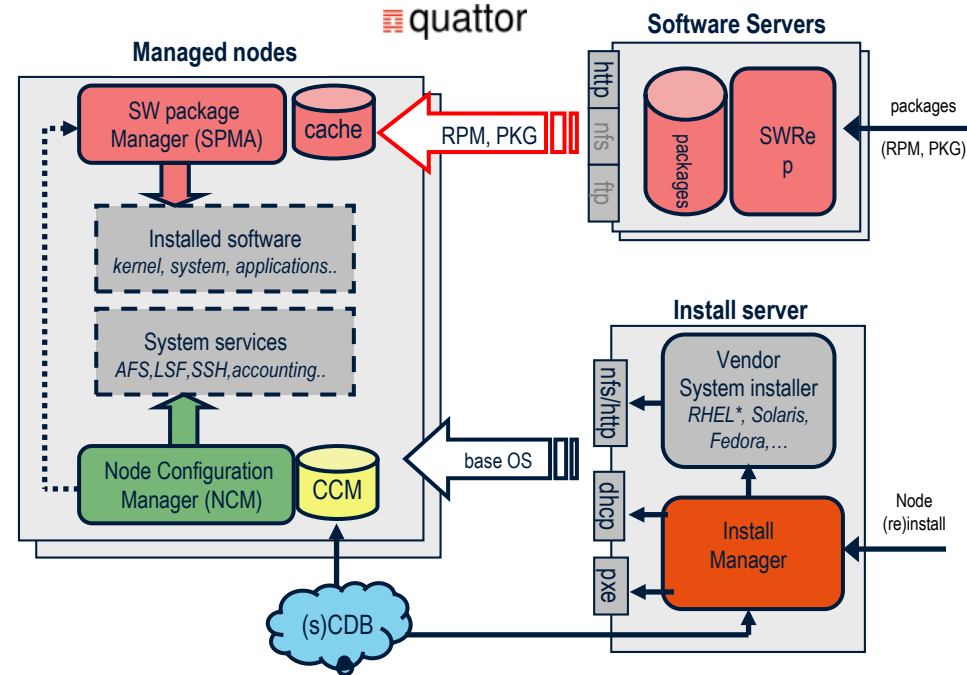 quattor
Managed nodes
SW package
Manager (SPMA)
cache
RPM, PKG
Installed software
kernel, system, applications..
System services
AFS,LSF,SSH,accounting..
Node Configuration
Manager (NCM)
CCM
base OS
(s)CDB
Software Servers
http
nfs
ftp
packages
SWRe
p
packages
(RPM, PKG)
Install server
nfs/http
dhcp
pxe
Vendor
System installer
RHEL*, Solaris,
Fedora,...
Install
Manager
Node
(re)install